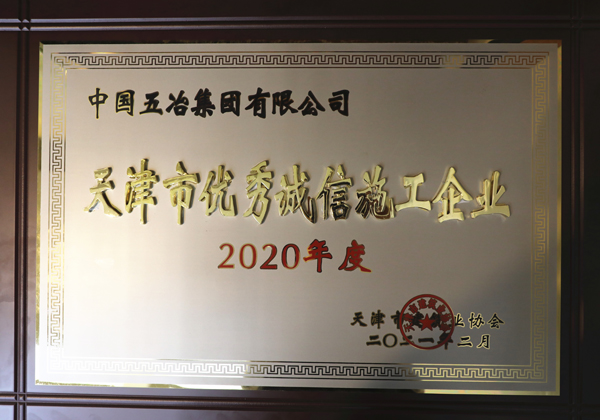 中国五冶集团有限公司
天津市优秀诚信施工企业
2020年度
天津市建筑业协会
二〇二一年二月